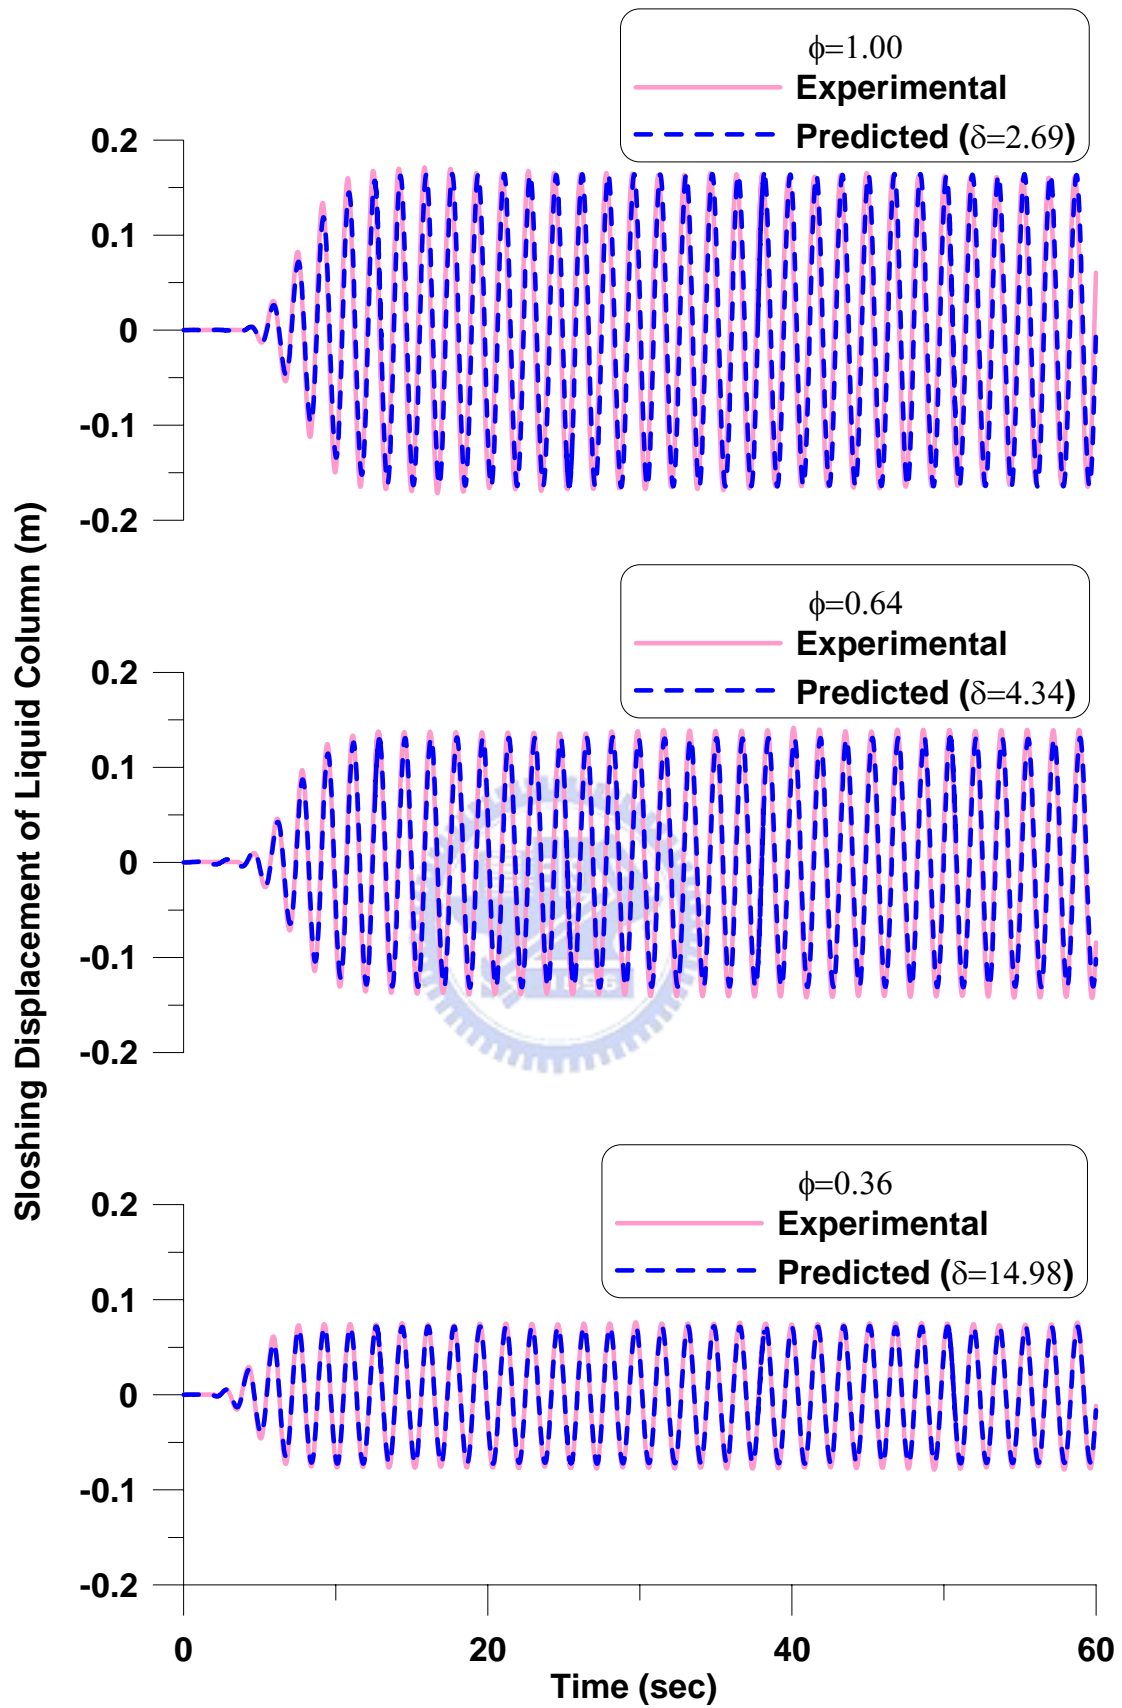 ϕ=1.00
Experimental
Predicted (δ=2.69)
0.2
0.1
0
-0.1
-0.2
ϕ=0.64
Experimental
Predicted (δ=4.34)
0.2
0.1
0
-0.1
-0.2
Sloshing Displacement of Liquid Column (m)
ϕ=0.36
Experimental
Predicted (δ=14.98)
0.2
0.1
0
-0.1
-0.2
0 20 40 60
Time (sec)